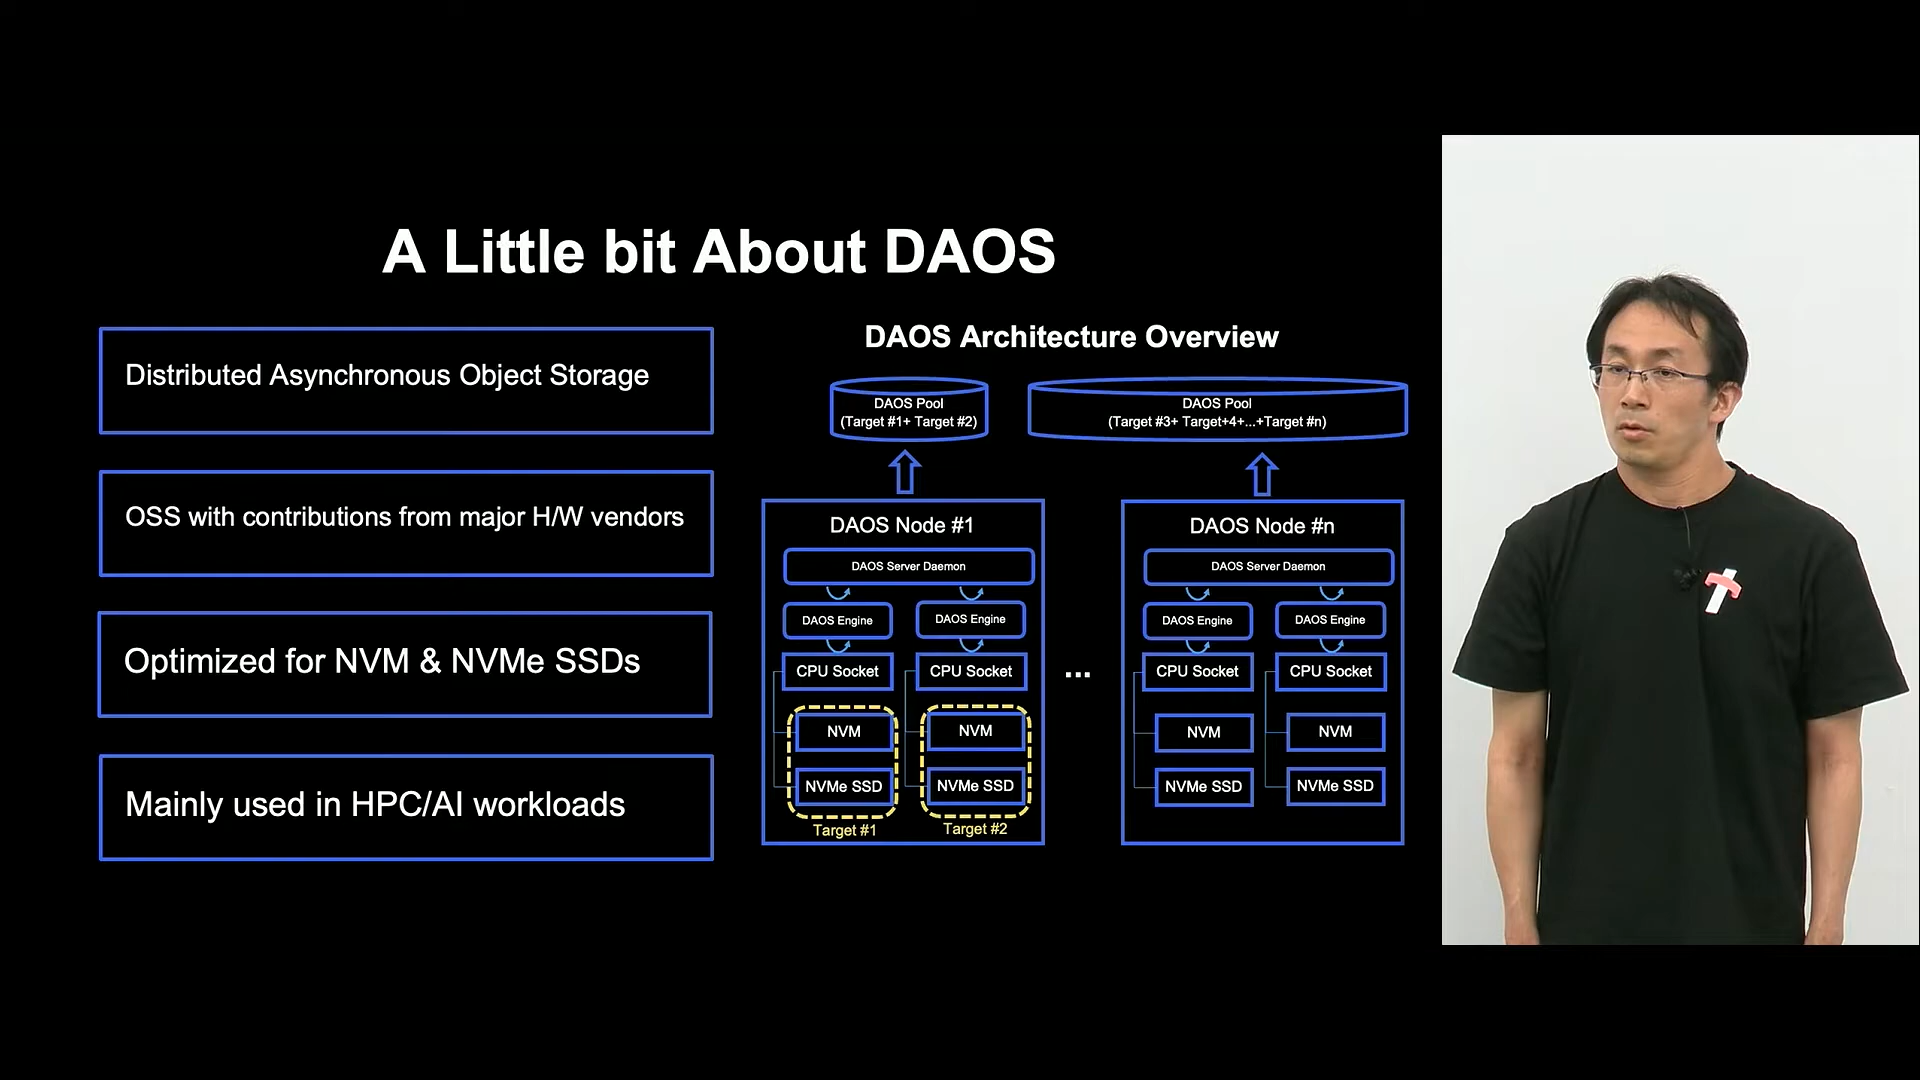 A Little bit About DAOS
Distributed Asynchronous Object Storage
OSS with contributions from major H/W vendors
Optimized for NVM & NVMe SSDs
Mainly used in HPC/AI workloads
DAOS Architecture Overview
DAOS Pool
(Target #1+ Target #2)
DAOS Pool
(Target #3+ Target+4+...+Target #n)
DAOS Node #1
DAOS Server Daemon
DAOS Engine
DAOS Engine
CPU Socket
CPU Socket
NVM
NVM
NVMe SSD
NVMe SSD
Target #1
Target #2
...
DAOS Node #n
DAOS Server Daemon
DAOS Engine
DAOS Engine
CPU Socket
CPU Socket
NVM
NVM
NVMe SSD
NVMe SSD